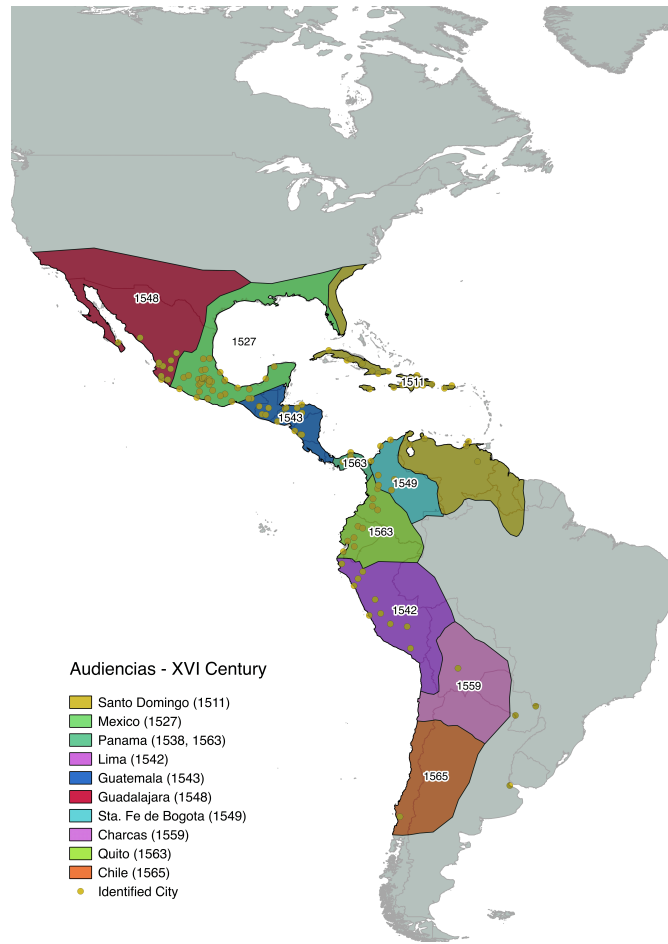 1548
1527
1511
1543
1563
1549
1563
1542
1559
1565
Audiencias - XVI Century
Santo Domingo (1511)
Mexico (1527)
Panama (1538, 1563)
Lima (1542)
Guatemala (1543)
Guadalajara (1548)
Sta. Fe de Bogota (1549)
Charcas (1559)
Quito (1563)
Chile (1565)
Identified City